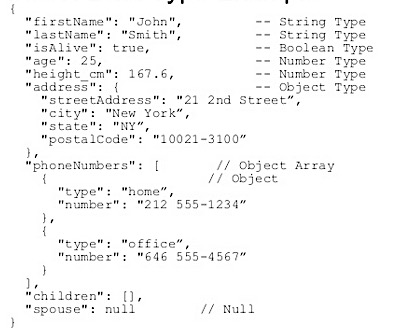 {
"firstName": "John",          -- String Type
"lastName": "Smith",          -- String Type
"isAlive": true,              -- Boolean Type
"age": 25,                    -- Number Type
"height_cm": 167.6,           -- Number Type
"address": {                  -- Object Type
"streetAddress": "21 2nd Street”,
"city": "New York”,
"state": "NY”,
"postalCode": "10021-3100”
},
"phoneNumbers": [        // Object Array
{                     // Object
"type": "home”,
"number": "212 555-1234”
},
{
"type": "office”,
"number": "646 555-4567”
}
],
"children": [],
"spouse": null         // Null
}